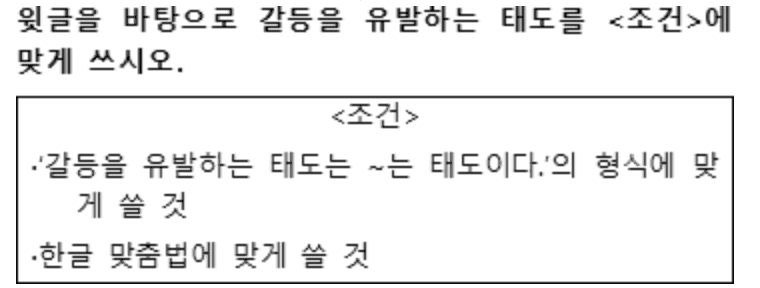 윗글을 바탕으로 갈등을 유발하는 태도를 <조건>에
맞게 쓰시오.
<조건>
·'갈등을 유발하는 태도는 ~는 태도이다.'의 형식에 맞
게 쓸 것
·한글 맞춤법에 맞게 쓸 것